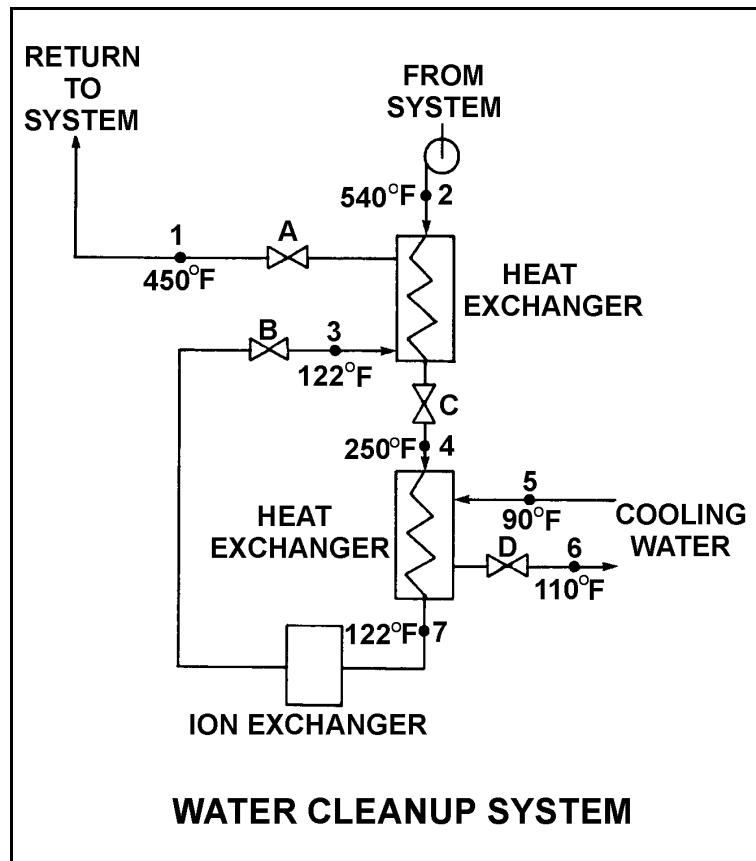 RETURN
TO
SYSTEM
FROM
SYSTEM
540°F 2
1
A
450°F
HEAT
EXCHANGER
B
3
122°F
C
250°F 4
HEAT
EXCHANGER
5
90°F
COOLING
WATER
D
6
110°F
122°F 7
ION EXCHANGER
WATER CLEANUP SYSTEM